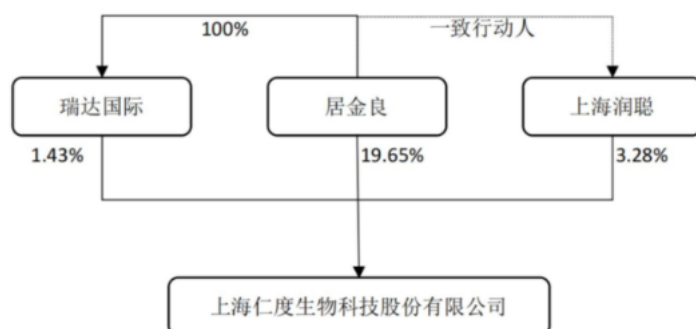 100%
一致行动人
瑞达国际
居金良
上海润聪
1.43%
19.65%
3.28%
上海仁度生物科技股份有限公司